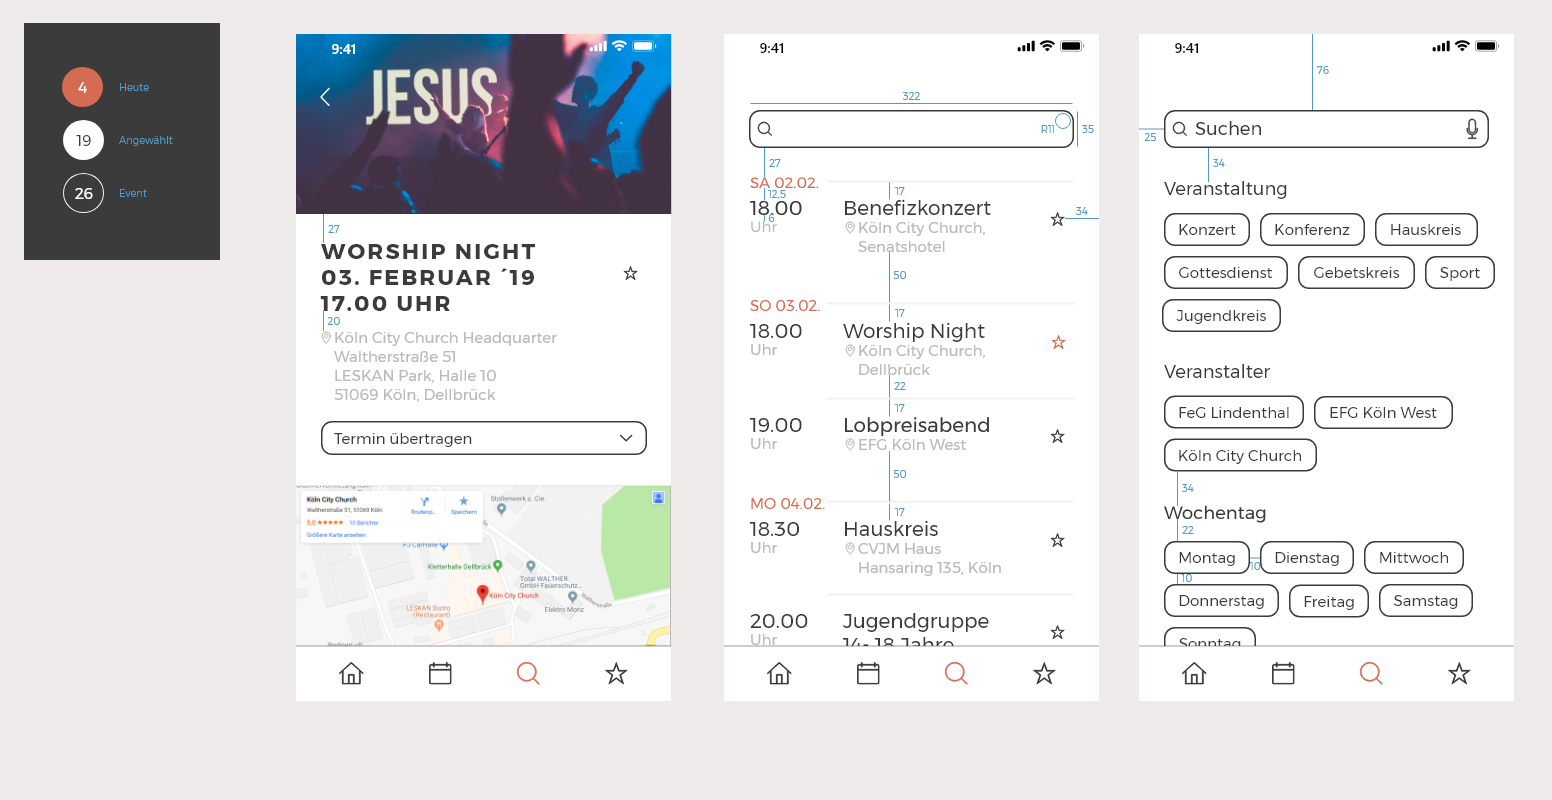 4 Heute
19 Angewählt
26 Event
9:41
JESUS
27
WORSHIP NIGHT
03. FEBRUAR ´19
17.00 UHR
20
Köln City Church Headquarter
Waltherstraße 51
LESKAN Park, Halle 10
51069 Köln, Dellbrück
Termin übertragen
Köln City Church
Waltherstraße 51, 51069 Köln
5,0 ★★★★★ 10 Berichte
Größere Karte ansehen
Routenp...
Speichern
Stollenwerk u. Cie.
PJ CarHalle
Kletterhalle Dellbrück
Total WALTHER
GmbH Feuerschutz...
Köln City Church
LESKAN Bistro
(Restaurant)
Elektro Monz
Waltherstraße
9:41
322
R11
35
27
SA 02.02.
12,5
17
18.00 Benefizkonzert
6
34
Uhr Köln City Church,
Senatshotel
50
SO 03.02.
17
18.00 Worship Night
Uhr Köln City Church,
Dellbrück
22
17
19.00 Lobpreisabend
Uhr EFG Köln West
50
MO 04.02.
17
18.30 Hauskreis
Uhr CVJM Haus
Hansaring 135, Köln
20.00 Jugendgruppe
Uhr 14- 18 Jahre
9:41
76
25
Suchen
34
Veranstaltung
Konzert Konferenz Hauskreis
Gottesdienst Gebetskreis Sport
Jugendkreis
Veranstalter
FeG Lindenthal EFG Köln West
Köln City Church
34
Wochentag
22
Montag 10 Dienstag Mittwoch
10
Donnerstag Freitag Samstag
Sonntag